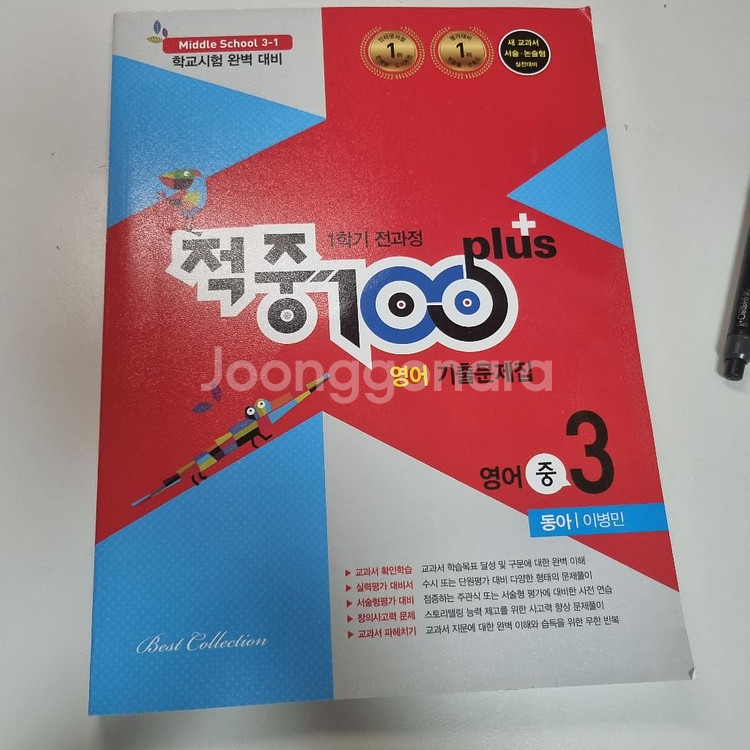 Middle School 3-1
학교시험 완벽 대비
1위
1위
새 교과서
서술·논술형
실전대비
1학기 전과정
적중100 plus
영어 기출문제집
Joonggonara
영어 중 3
동아 | 이병민
▶ 교과서 확인학습 교과서 학습목표 달성 및 구문에 대한 완벽 이해
▶ 실력평가 대비서 수시 또는 단원평가 대비 다양한 형태의 문제풀이
▶ 서술형평가 대비 적중하는 주관식 또는 서술형 평가에 대비한 사전 연습
▶ 창의사고력 문제 스토리텔링 능력 제고를 위한 사고력 향상 문제풀이
▶ 교과서 파헤치기 교과서 지문에 대한 완벽 이해와 습득을 위한 무한 반복
Best Collection